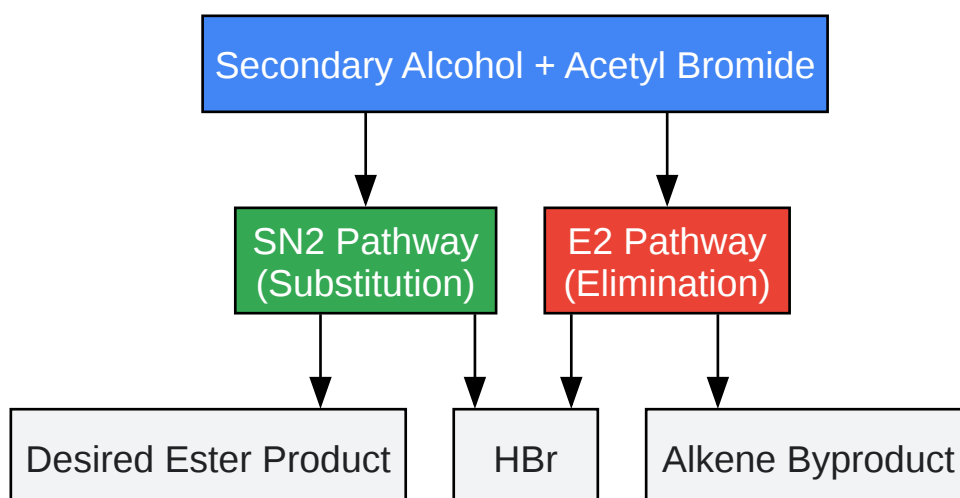 Secondary Alcohol + Acetyl Bromide
SN2 Pathway
(Substitution)
E2 Pathway
(Elimination)
Desired Ester Product
HBr
Alkene Byproduct